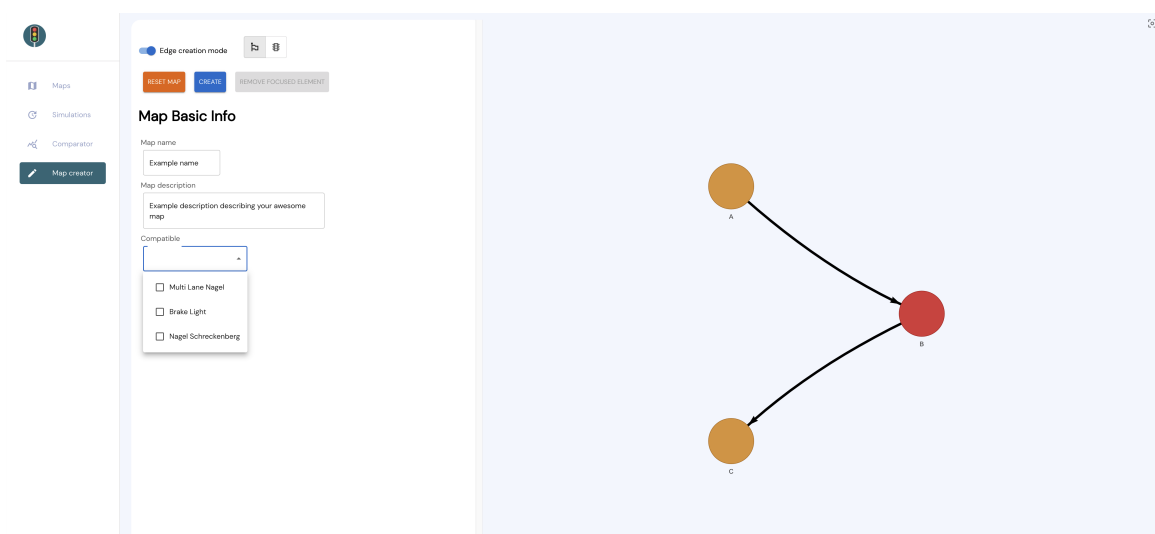 Edge creation mode
RESET MAP
CREATE
REMOVE FOCUSED ELEMENT
Maps
Simulations
Comparator
Map creator
Map Basic Info
Map name
Example name
Map description
Example description describing your awesome
map
Compatible
Multi Lane Nagel
Brake Light
Nagel Schreckenberg
A
B
C